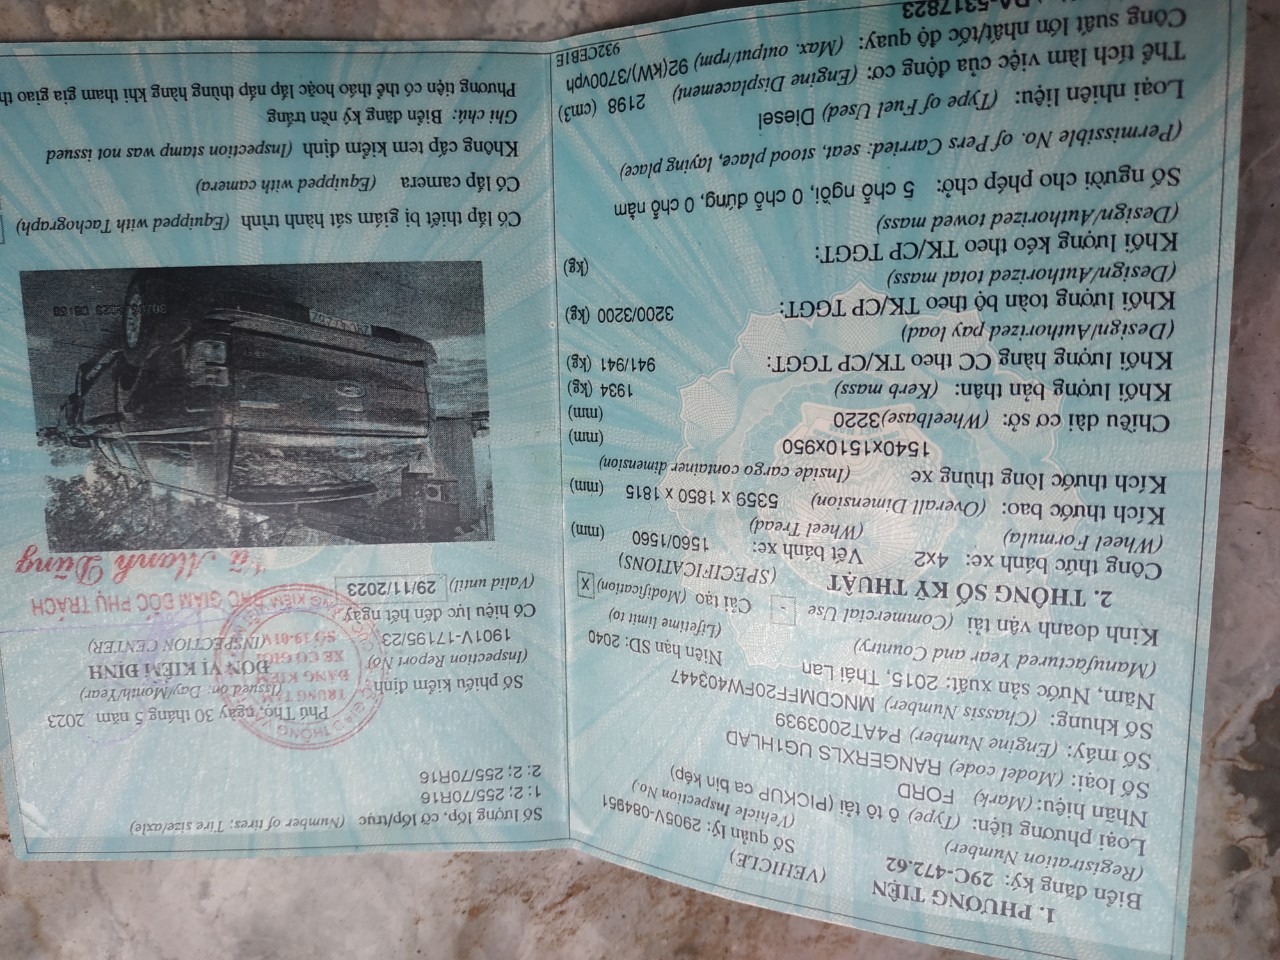 1. PHƯƠNG TIỆN (VEHICLE)
Biển đăng ký: 29C-472.62 Số quản lý: 2905V-084951
(Registration Number) (Vehicle Inspection No.)
Loại phương tiện: (Type) ô tô tải (PICKUP ca bin kép)
Nhãn hiệu: (Mark) FORD
Số loại: (Model code) RANGERXLS UG1HLAD
Số máy: (Engine Number) P4AT2003939
Số khung: (Chassis Number) MNCDMFF20FW403447
Năm, Nước sản xuất: 2015, Thái Lan Niên hạn SD: 2040
(Manufactured Year and Country) (Lifetime limit to)
Kinh doanh vận tải (Commercial Use) - Cải tạo (Modification) X
2. THÔNG SỐ KỸ THUẬT (SPECIFICATIONS)
Công thức bánh xe: 4x2 Vết bánh xe: 1560/1560 (mm)
(Wheel Formula) (Wheel Tread)
Kích thước bao: (Overall Dimension) 5359 x 1850 x 1815 (mm)
Kích thước lòng thùng xe (Inside cargo container dimension)
1540x1510x950 (mm)
Chiều dài cơ sở: (Wheelbase)3220 (mm)
Khối lượng bản thân: (Kerb mass) 1934 (kg)
Khối lượng hàng CC theo TK/CP TGGT: 941/941 (kg)
(Design/Authorized pay load)
Khối lượng toàn bộ theo TK/CP TGGT: 3200/3200 (kg)
(Design/Authorized total mass)
Khối lượng kéo theo TK/CP TGGT: (kg)
(Design/Authorized towed mass)
Số người cho phép chở: 5 chỗ ngồi, 0 chỗ đứng, 0 chỗ nằm
(Permissible No. of Pers Carried: seat, stood place, laying place)
Loại nhiên liệu: (Type of Fuel Used) Diesel
Thể tích làm việc của động cơ: (Engine Displacement) 2198 (cm3)
Công suất lớn nhất/tốc độ quay: (Max. output/rpm) 92(kW)/3700vph
DA-5317823 932CEB1E
Số lượng lốp, cỡ lốp/trục (Number of tires; Tire size/axle)
1: 2; 255/70R16
2: 2; 255/70R16
Phú Thọ, ngày 30 tháng 5 năm 2023
(Issued on: Day/Month/Year)
Số phiếu kiểm định: ĐƠN VỊ KIỂM ĐỊNH
(Inspection Report No) (INSPECTION CENTER)
1901V-17195/23
Có hiệu lực đến hết ngày
(Valid until) 29/11/2023
TRUNG TÂM
ĐĂNG KIỂM
XE CƠ GIỚI
PHÓ GIÁM ĐỐC PHỤ TRÁCH
Vũ Mạnh Dũng
Có lắp thiết bị giám sát hành trình (Equipped with Tachograph)
Có lắp camera (Equipped with camera)
Không cấp tem kiểm định (Inspection stamp was not issued
Ghi chú: Biển đăng ký nền trắng
Phương tiện có thể tháo hoặc lắp nắp thùng hàng khi tham gia giao th